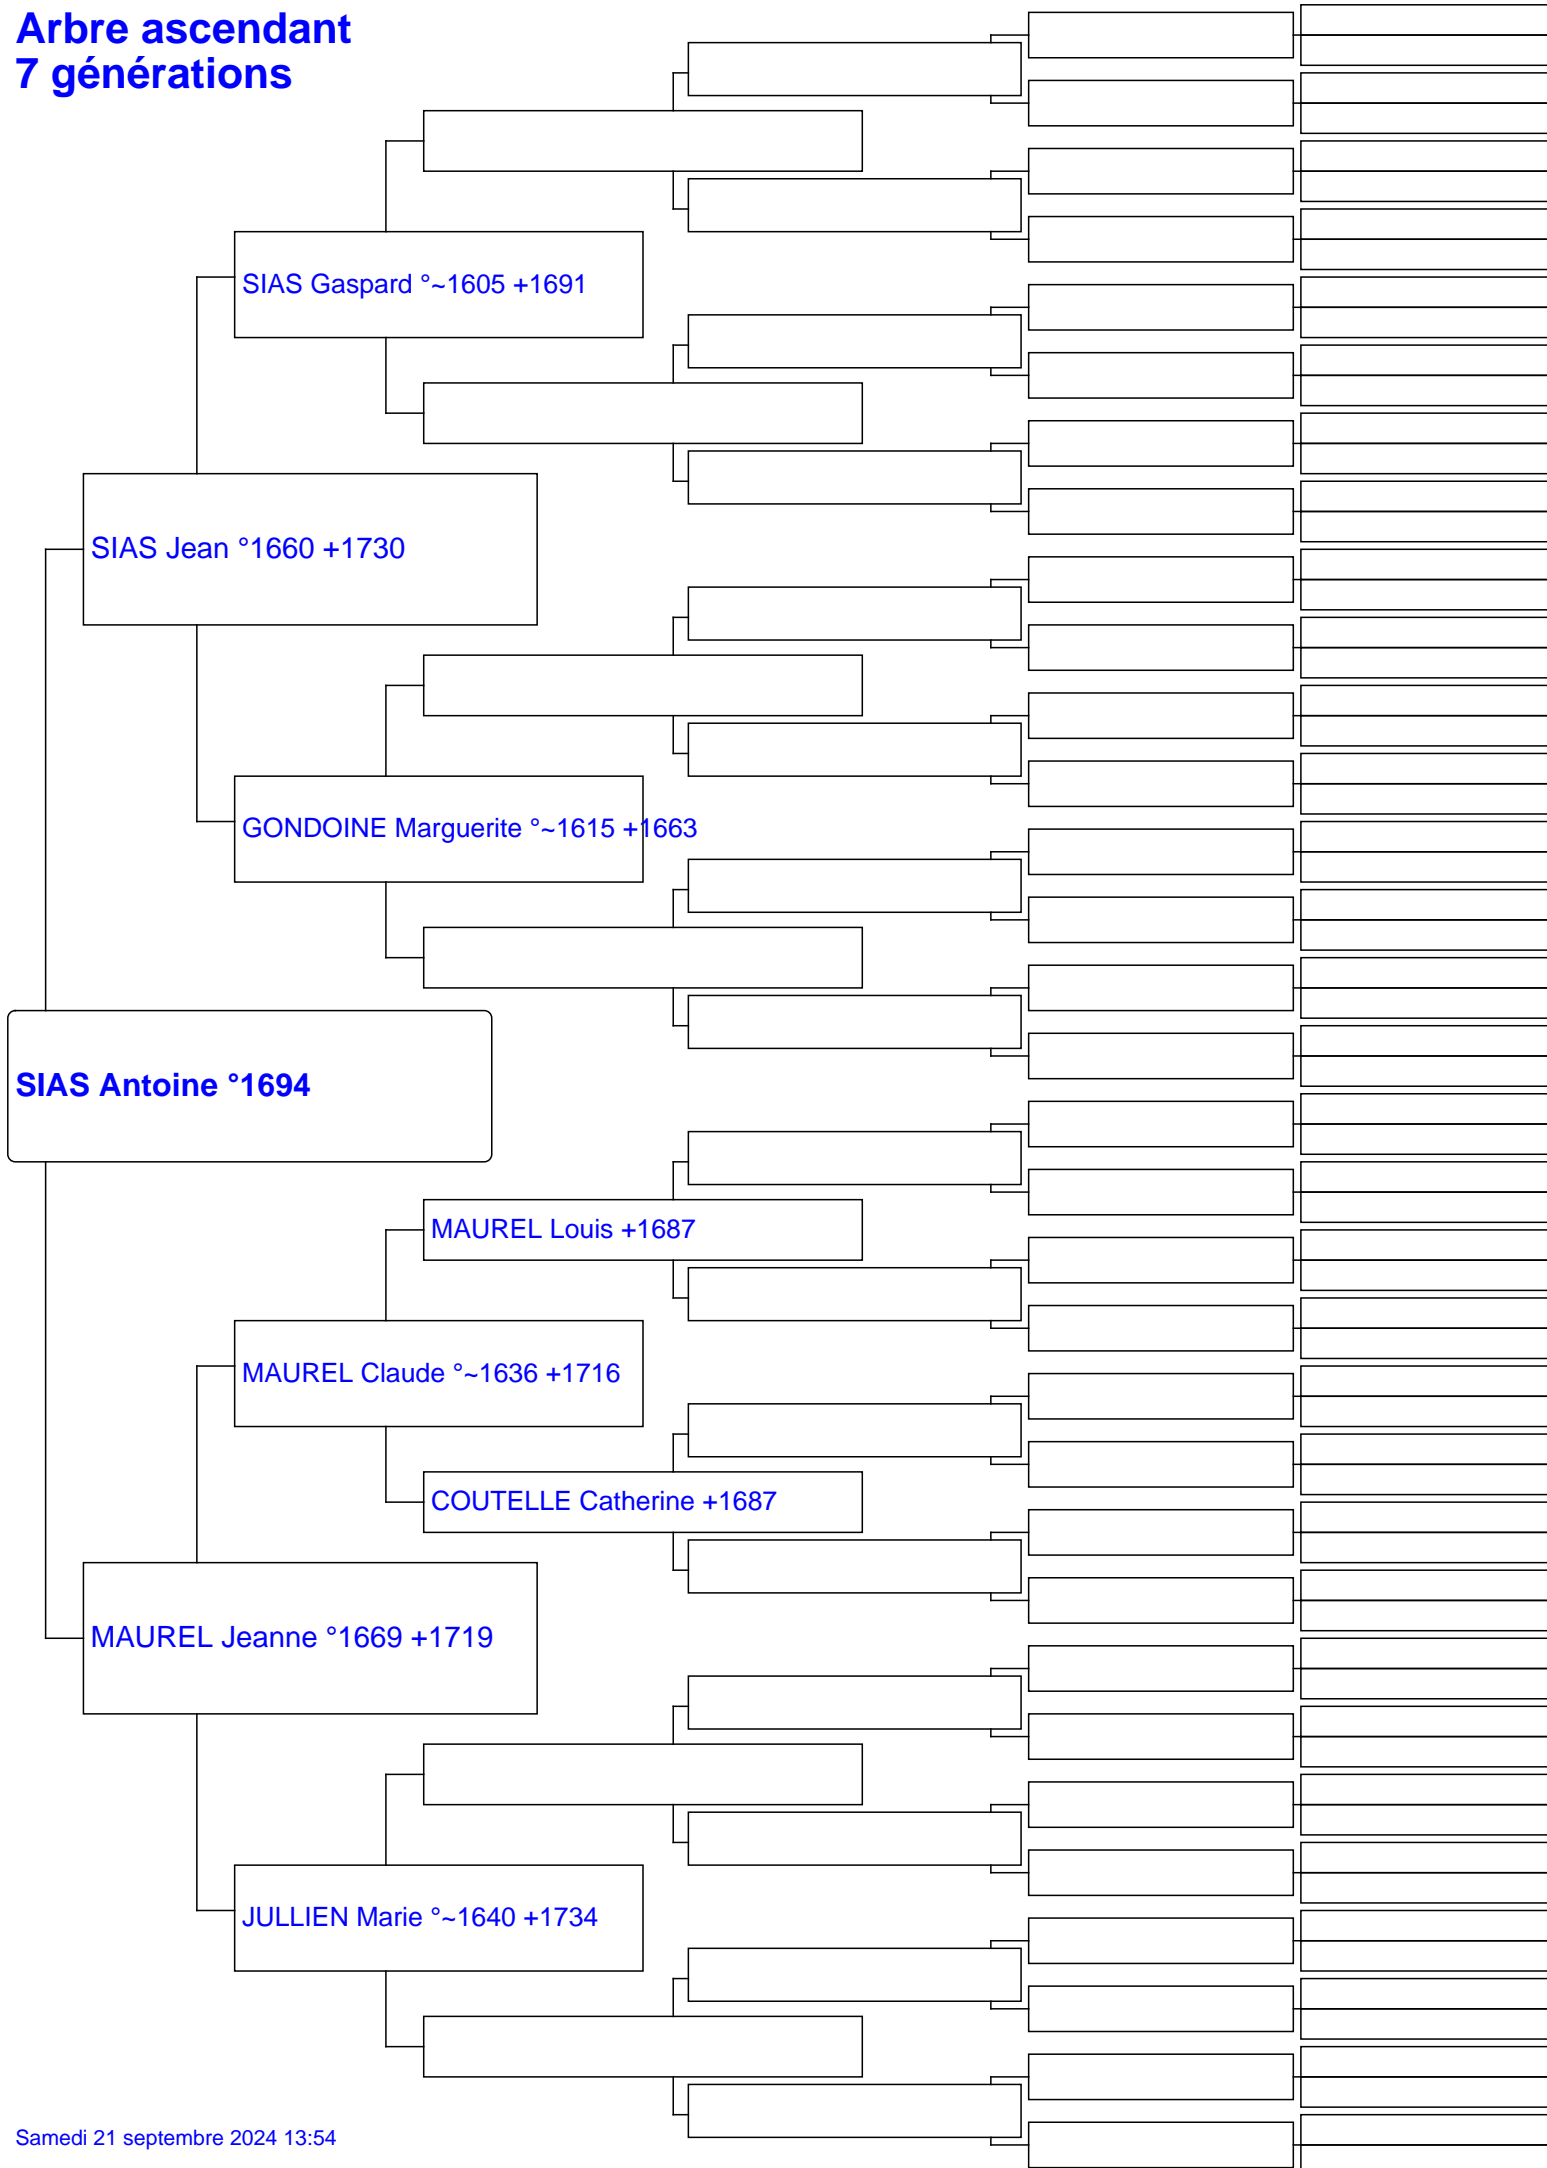 Arbre ascendant
7 générations
SIAS Gaspard °~1605 +1691
SIAS Jean °1660 +1730
GONDOINE Marguerite °~1615 +1663
SIAS Antoine °1694
MAUREL Louis +1687
MAUREL Claude °~1636 +1716
COUTELLE Catherine +1687
MAUREL Jeanne °1669 +1719
JULLIEN Marie °~1640 +1734
Samedi 21 septembre 2024 13:54